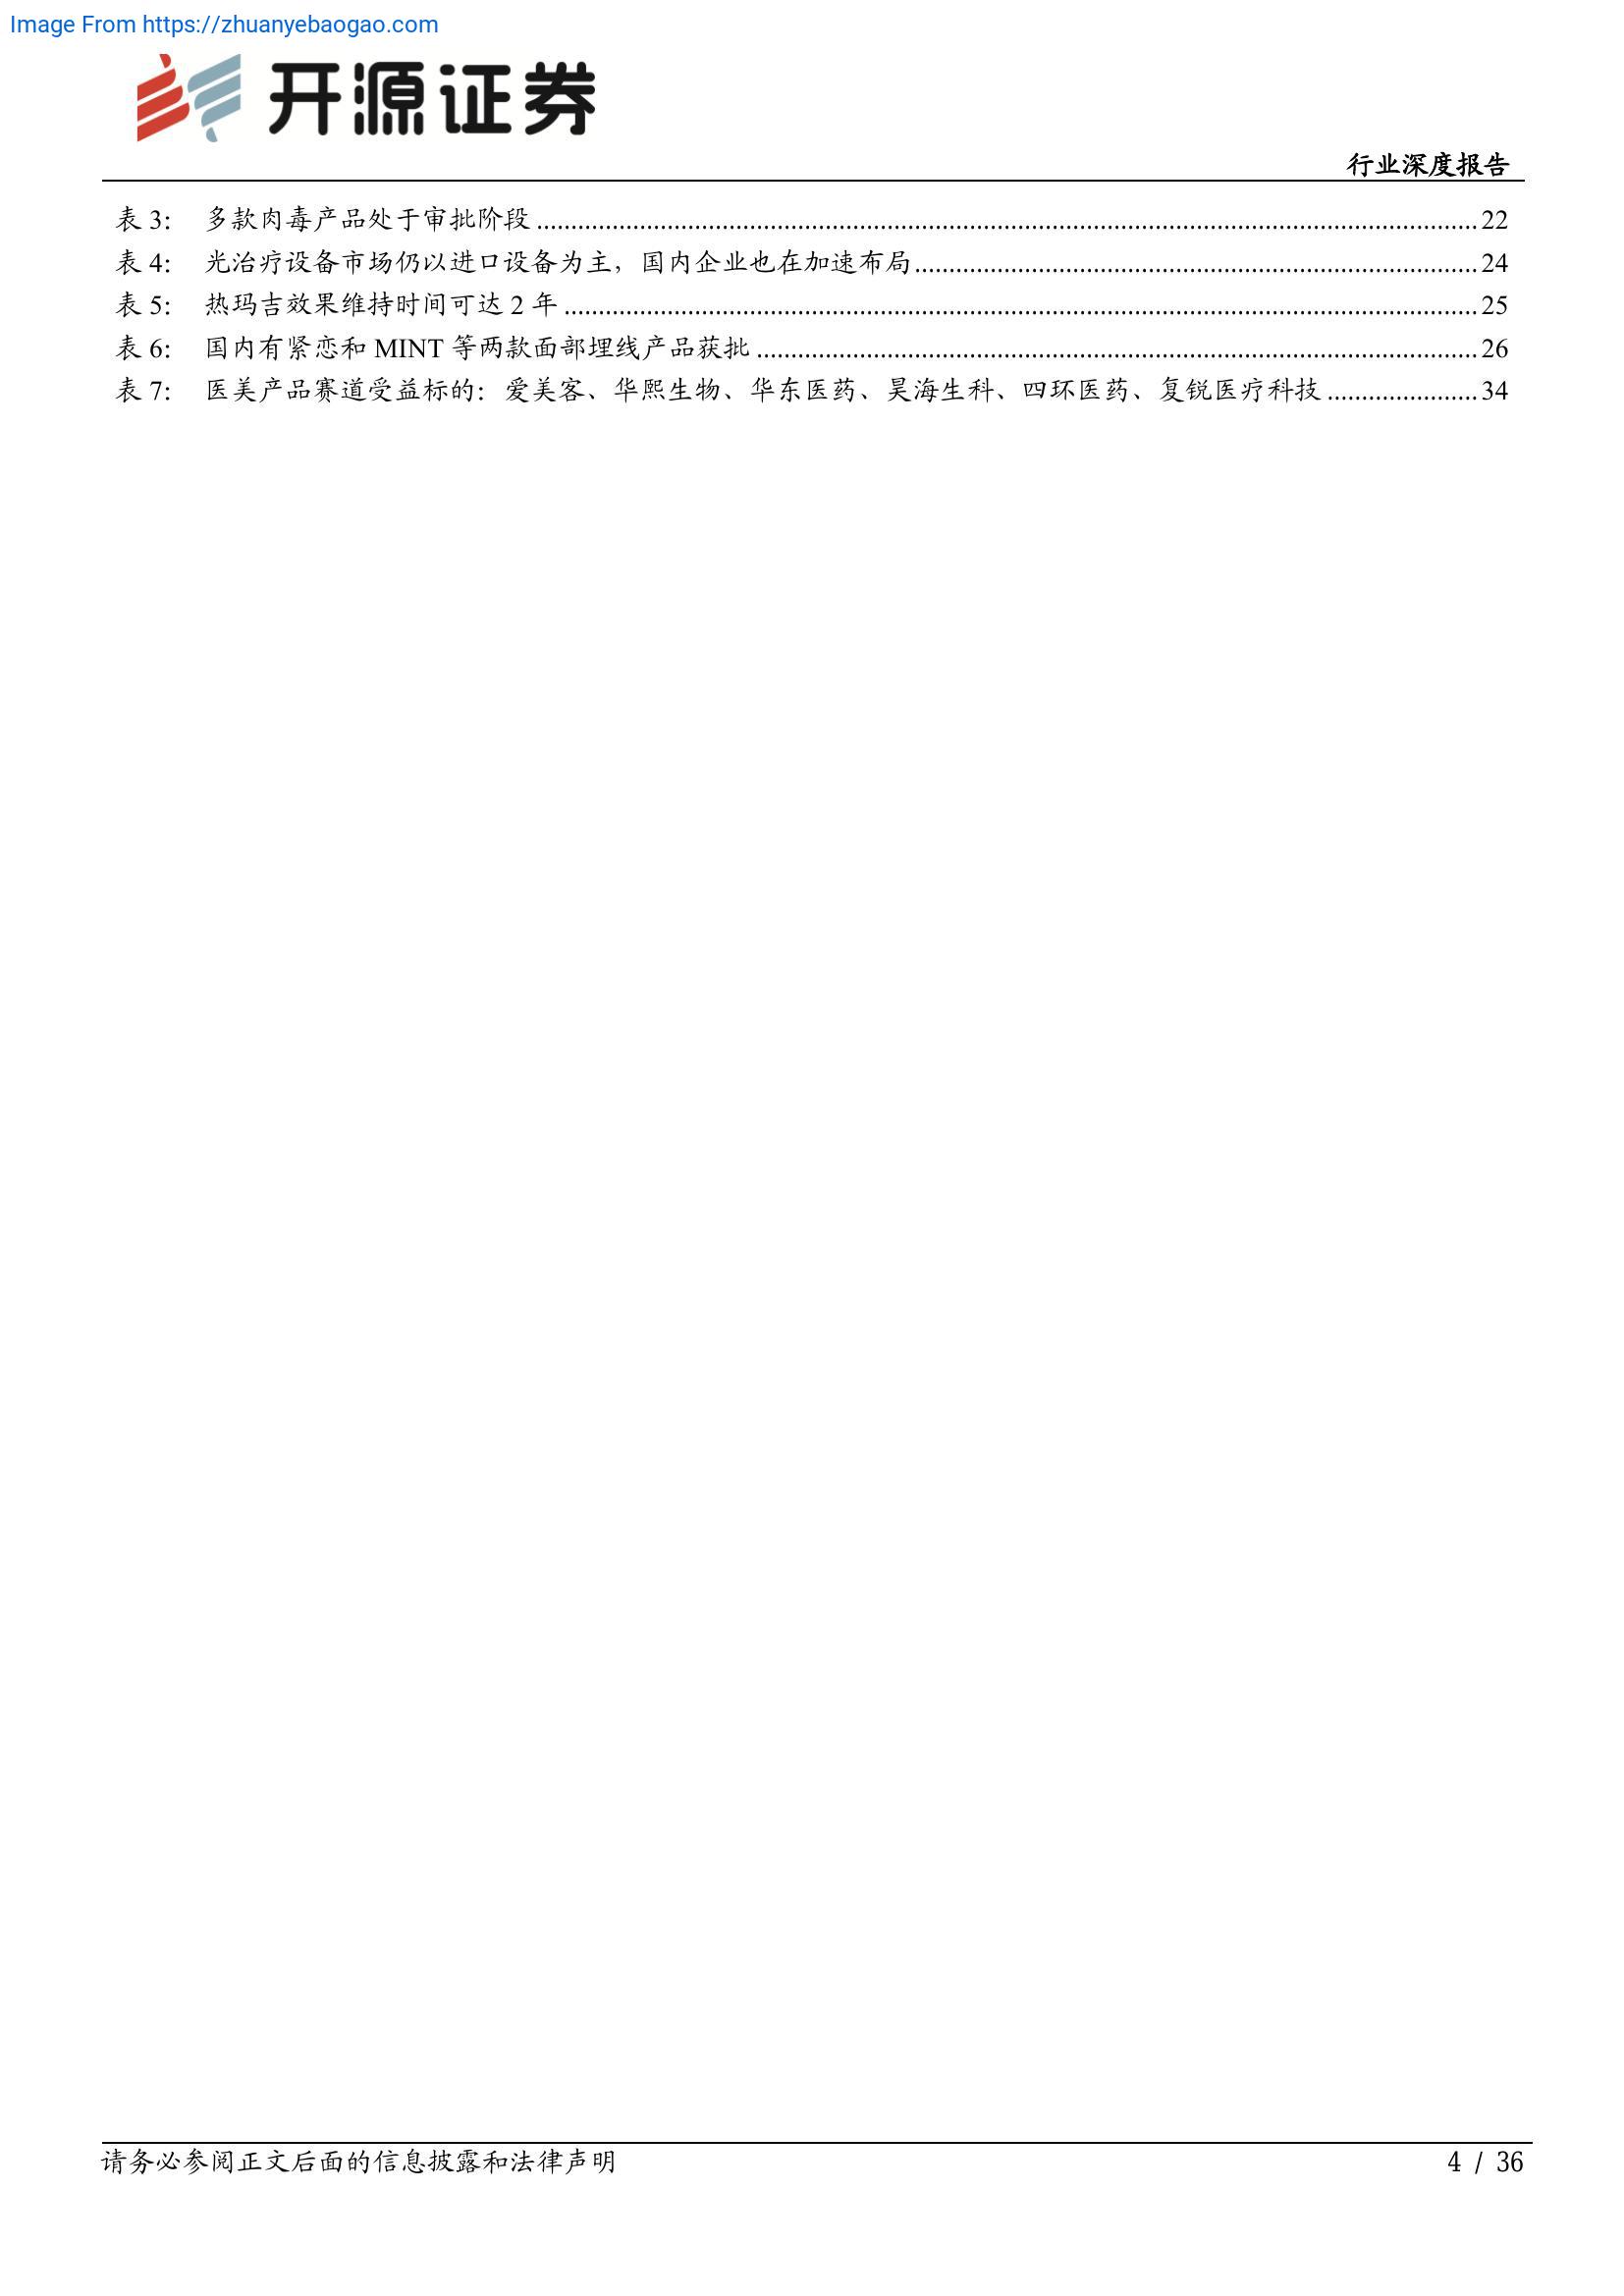 Image From https://zhuanyebaogao.com
开源证券
行业深度报告
表 3： 多款肉毒产品处于审批阶段 ........................................ 22
表 4： 光治疗设备市场仍以进口设备为主，国内企业也在加速布局 ........................................ 24
表 5： 热玛吉效果维持时间可达 2 年 ........................................ 25
表 6： 国内有紧恋和 MINT 等两款面部埋线产品获批 ........................................ 26
表 7： 医美产品赛道受益标的：爱美客、华熙生物、华东医药、昊海生科、四环医药、复锐医疗科技 ...................... 34
请务必参阅正文后面的信息披露和法律声明
4 / 36